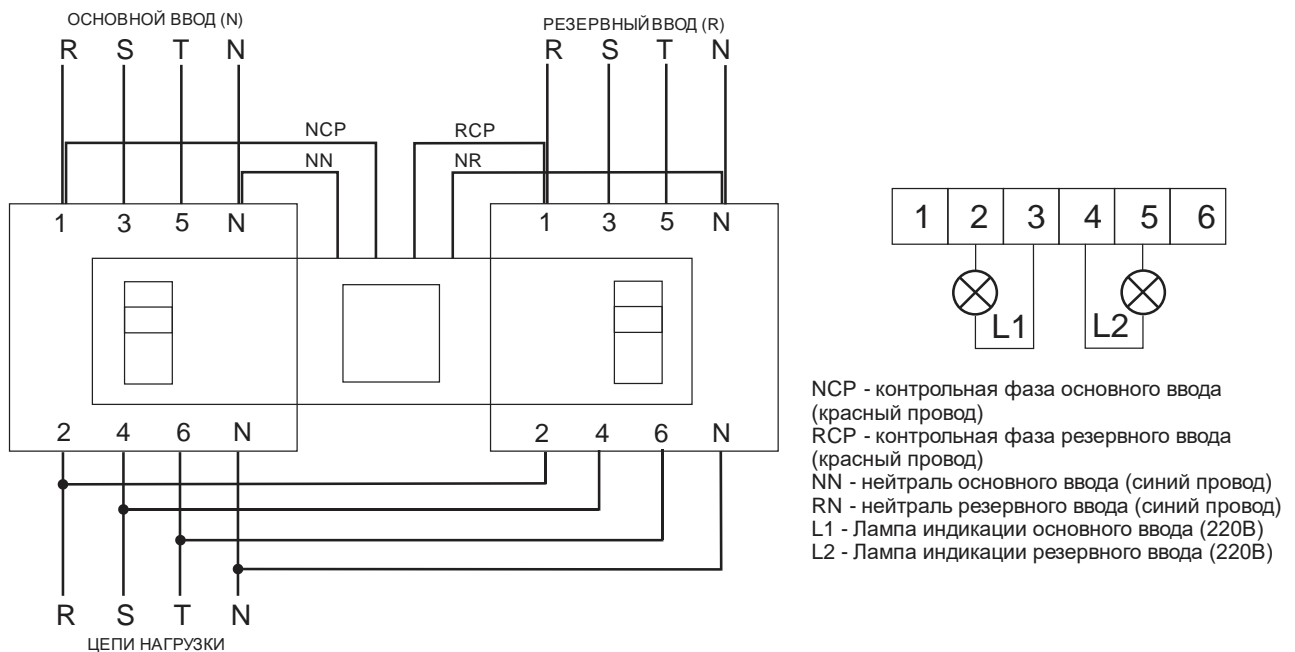 ОСНОВНОЙ ВВОД (N)
РЕЗЕРВНЫЙ ВВОД (R)
R S T N
R S T N
NCP
RCP
NN
NR
1 3 5 N
1 3 5 N
1 2 3 4 5 6
L1 L2
2 4 6 N
2 4 6 N
R S T N
ЦЕПИ НАГРУЗКИ
NCP - контрольная фаза основного ввода
(красный провод)
RCP - контрольная фаза резервного ввода
(красный провод)
NN - нейтраль основного ввода (синий провод)
RN - нейтраль резервного ввода (синий провод)
L1 - Лампа индикации основного ввода (220В)
L2 - Лампа индикации резервного ввода (220В)